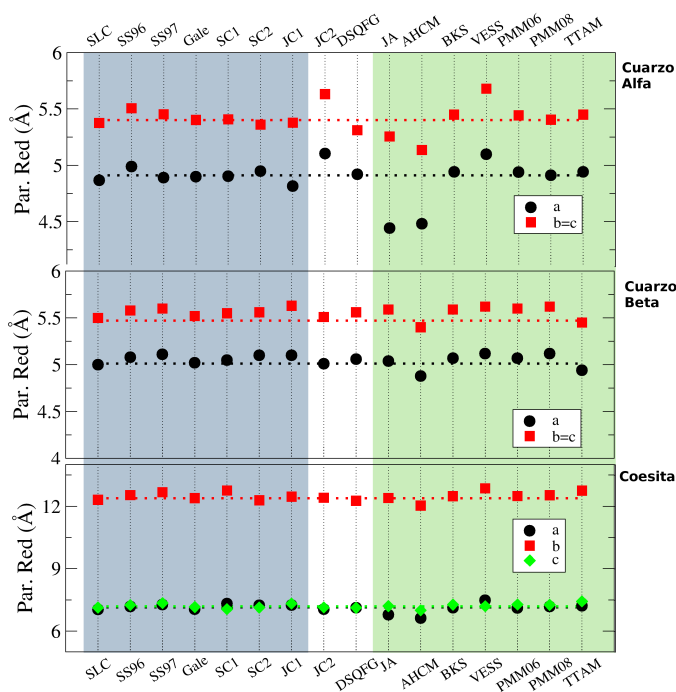 SLC SS96 SS97 Gale SC1 SC2 JC1 JC2 DSQFG JA AHCM BKS VESS PMM06 PMM08 TTAM
6
5.5
5
4.5
Par. Red (Å)
Cuarzo
Alfa
a
b=c
6
5.5
5
4.5
4
Par. Red (Å)
Cuarzo
Beta
a
b=c
12
9
6
Par. Red (Å)
Coesita
a
b
c
SLC SS96 SS97 Gale SC1 SC2 JC1 JC2 DSQFG JA AHCM BKS VESS PMM06 PMM08 TTAM